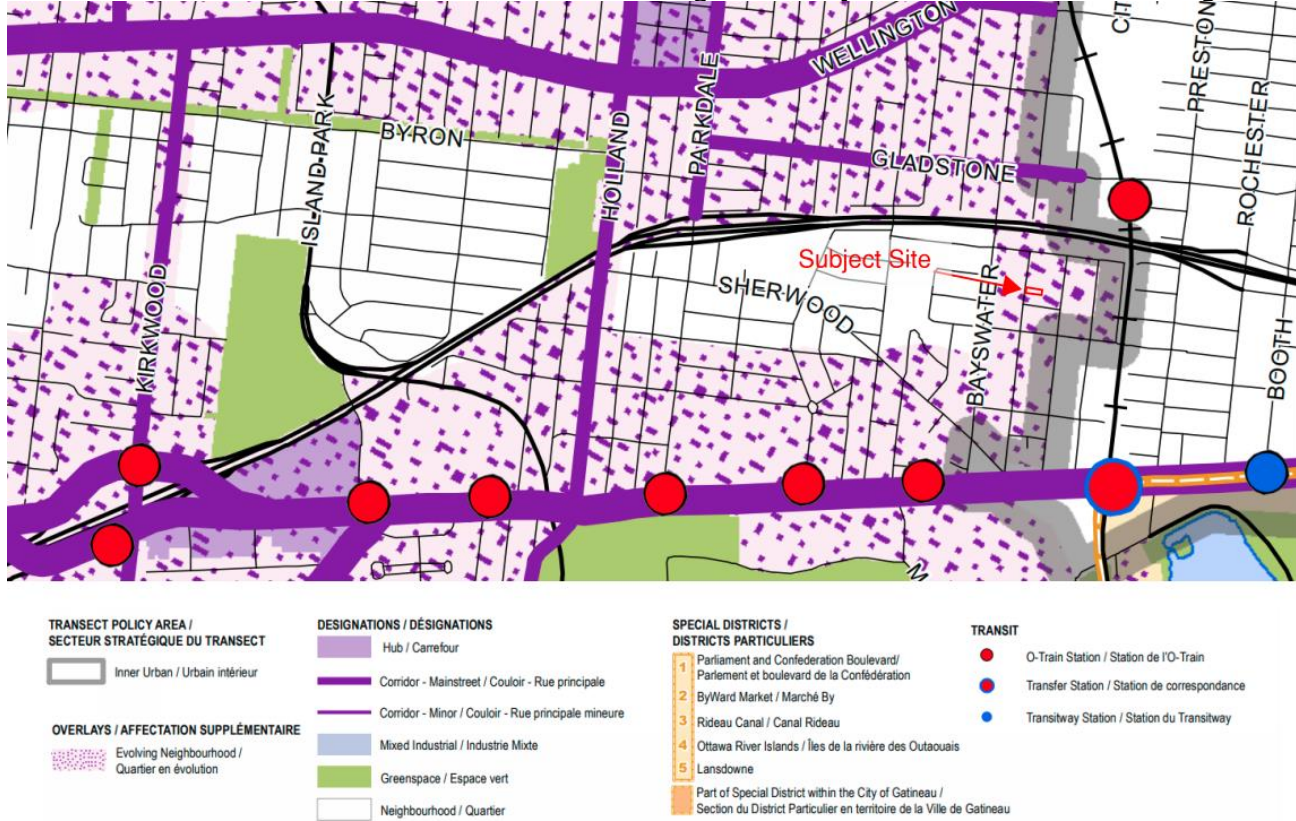 WELLINGTON
CIT
PRESTON
ROCHESTER
BYRON
ISLAND PARK
HOLLAND
PARKDALE
GLADSTONE
Subject Site
SHERWOOD
KIRKWOOD
BAYSWATER
BOOTH
M
TRANSECT POLICY AREA /
SECTEUR STRATÉGIQUE DU TRANSECT
Inner Urban / Urbain intérieur
OVERLAYS / AFFECTATION SUPPLÉMENTAIRE
Evolving Neighbourhood /
Quartier en évolution
DESIGNATIONS / DÉSIGNATIONS
Hub / Carrefour
Corridor - Mainstreet / Couloir - Rue principale
Corridor - Minor / Couloir - Rue principale mineure
Mixed Industrial / Industrie Mixte
Greenspace / Espace vert
Neighbourhood / Quartier
SPECIAL DISTRICTS /
DISTRICTS PARTICULIERS
1 Parliament and Confederation Boulevard/
Parlement et boulevard de la Confédération
2 ByWard Market / Marché By
3 Rideau Canal / Canal Rideau
4 Ottawa River Islands / Îles de la rivière des Outaouais
5 Lansdowne
Part of Special District within the City of Gatineau /
Section du District Particulier en territoire de la Ville de Gatineau
TRANSIT
O-Train Station / Station de l'O-Train
Transfer Station / Station de correspondance
Transitway Station / Station du Transitway